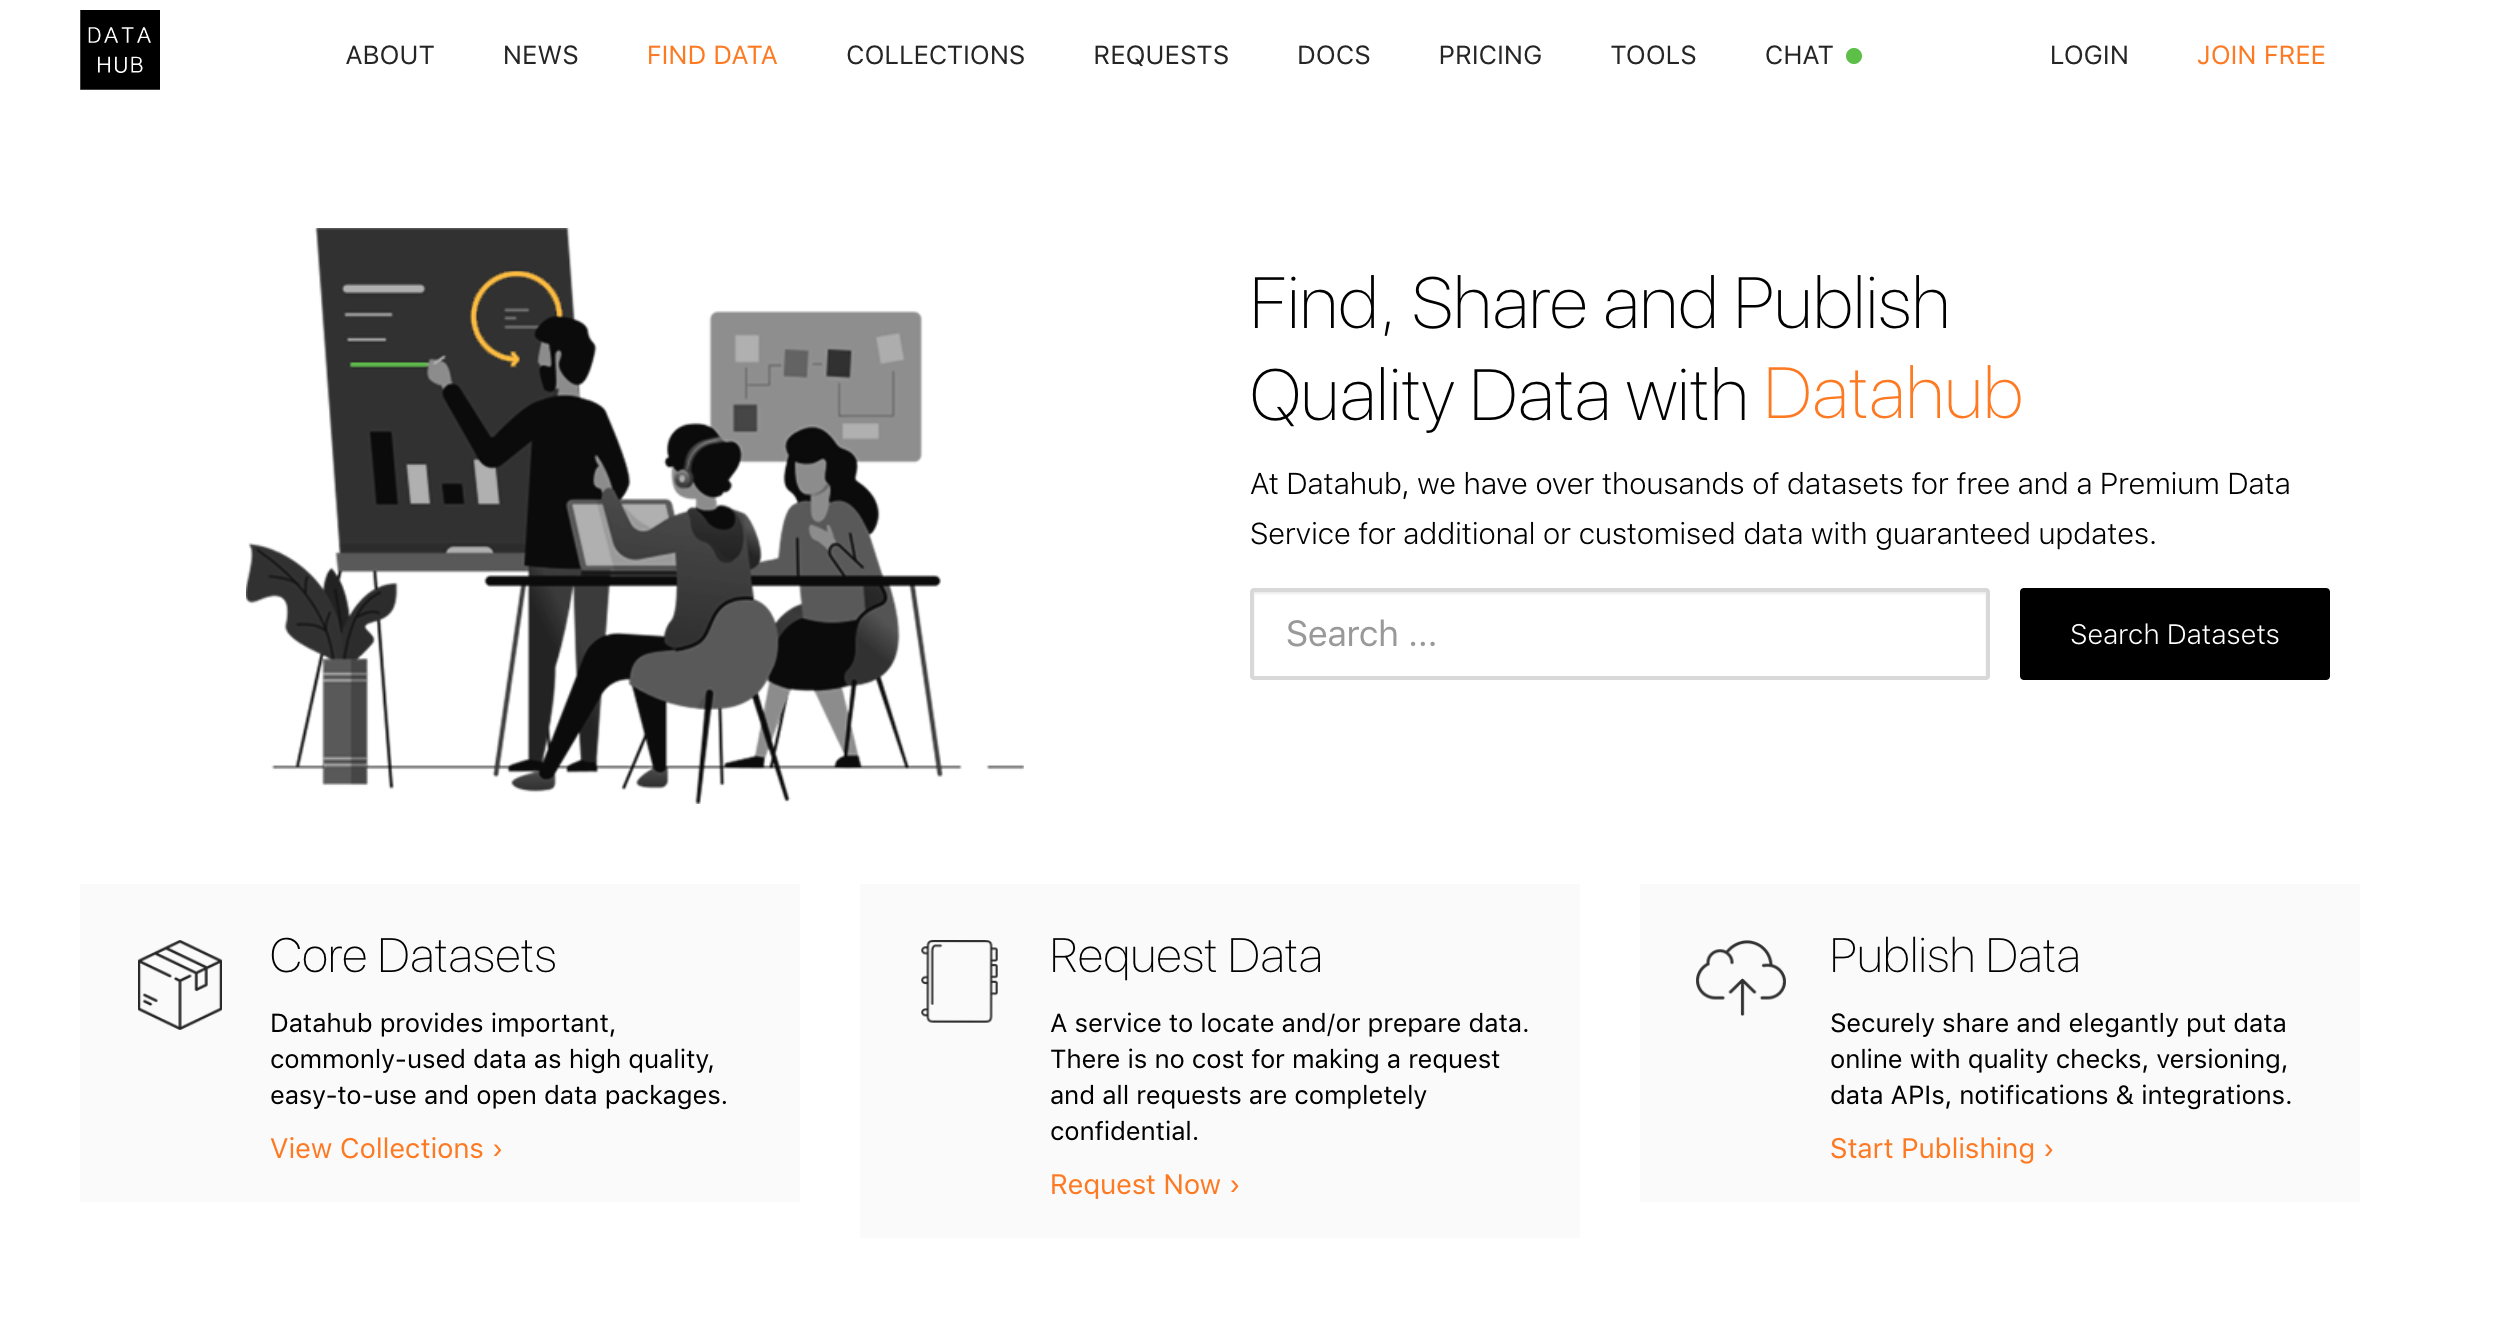 DATA
HUB
ABOUT NEWS FIND DATA COLLECTIONS REQUESTS DOCS PRICING TOOLS CHAT LOGIN JOIN FREE
Find, Share and Publish
Quality Data with Datahub
At Datahub, we have over thousands of datasets for free and a Premium Data
Service for additional or customised data with guaranteed updates.
Search ...
Search Datasets
Core Datasets
Datahub provides important,
commonly-used data as high quality,
easy-to-use and open data packages.
View Collections ›
Request Data
A service to locate and/or prepare data.
There is no cost for making a request
and all requests are completely
confidential.
Request Now ›
Publish Data
Securely share and elegantly put data
online with quality checks, versioning,
data APIs, notifications & integrations.
Start Publishing ›